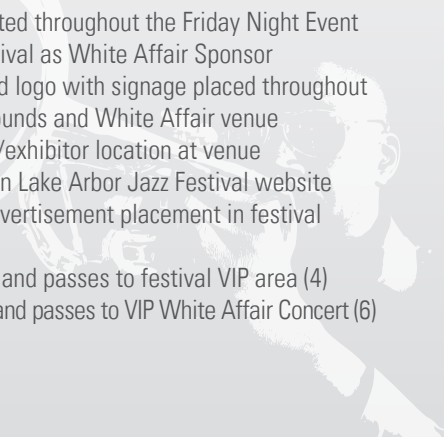 ted throughout the Friday Night Event
ival as White Affair Sponsor
d logo with signage placed throughout
ounds and White Affair venue
/exhibitor location at venue
n Lake Arbor Jazz Festival website
vertisement placement in festival
and passes to festival VIP area (4)
and passes to VIP White Affair Concert (6)